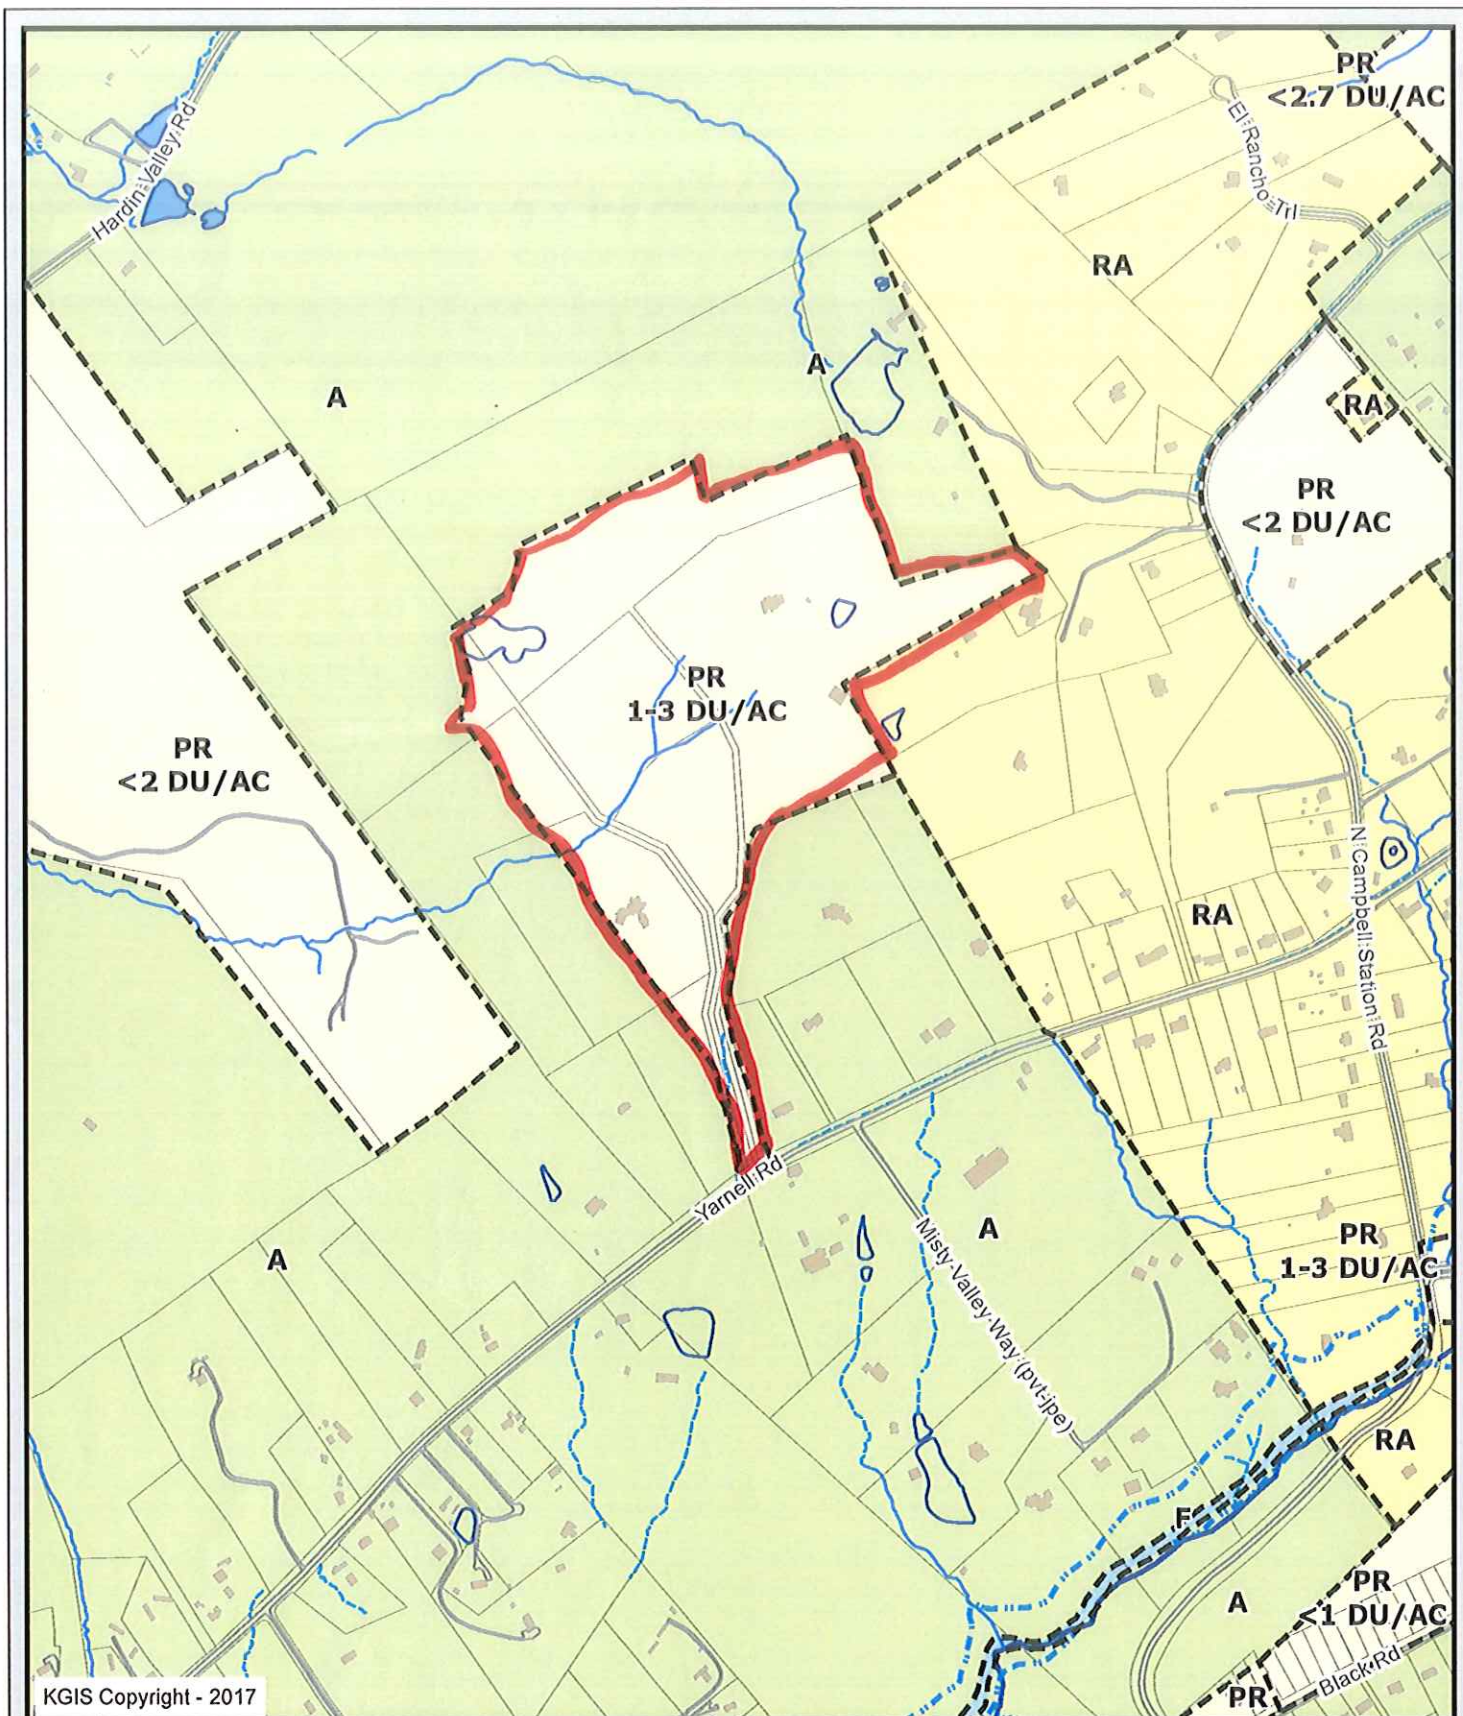 PR
<2.7 DU/AC
El Rancho Trl
Hardin Valley Rd
RA
A
A
RA
PR
<2 DU/AC
PR
1-3 DU/AC
PR
<2 DU/AC
N Campbell Station Rd
RA
Yarnell Rd
A
Misty Valley Way (pvt-jpe)
PR
1-3 DU/AC
A
RA
F
PR
<1 DU/AC
A
Black Rd
PR
KGIS Copyright - 2017